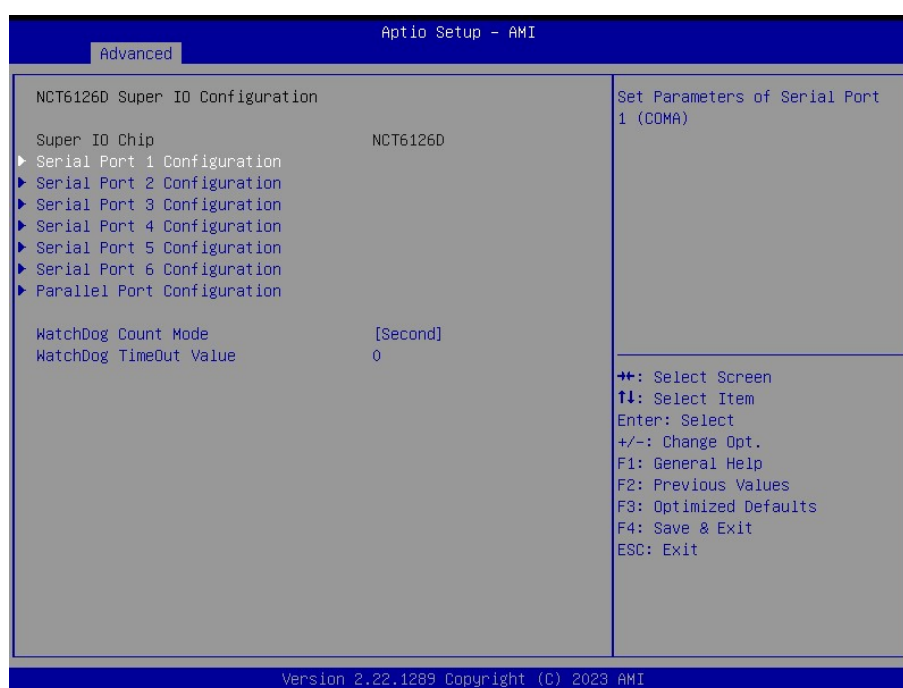 Aptio Setup – AMI
Advanced
NCT6126D Super IO Configuration
Super IO Chip NCT6126D
Serial Port 1 Configuration
Serial Port 2 Configuration
Serial Port 3 Configuration
Serial Port 4 Configuration
Serial Port 5 Configuration
Serial Port 6 Configuration
Parallel Port Configuration
WatchDog Count Mode [Second]
WatchDog TimeOut Value 0
Set Parameters of Serial Port
1 (COMA)
→←: Select Screen
↑↓: Select Item
Enter: Select
+/-: Change Opt.
F1: General Help
F2: Previous Values
F3: Optimized Defaults
F4: Save & Exit
ESC: Exit
Version 2.22.1289 Copyright (C) 2023 AMI